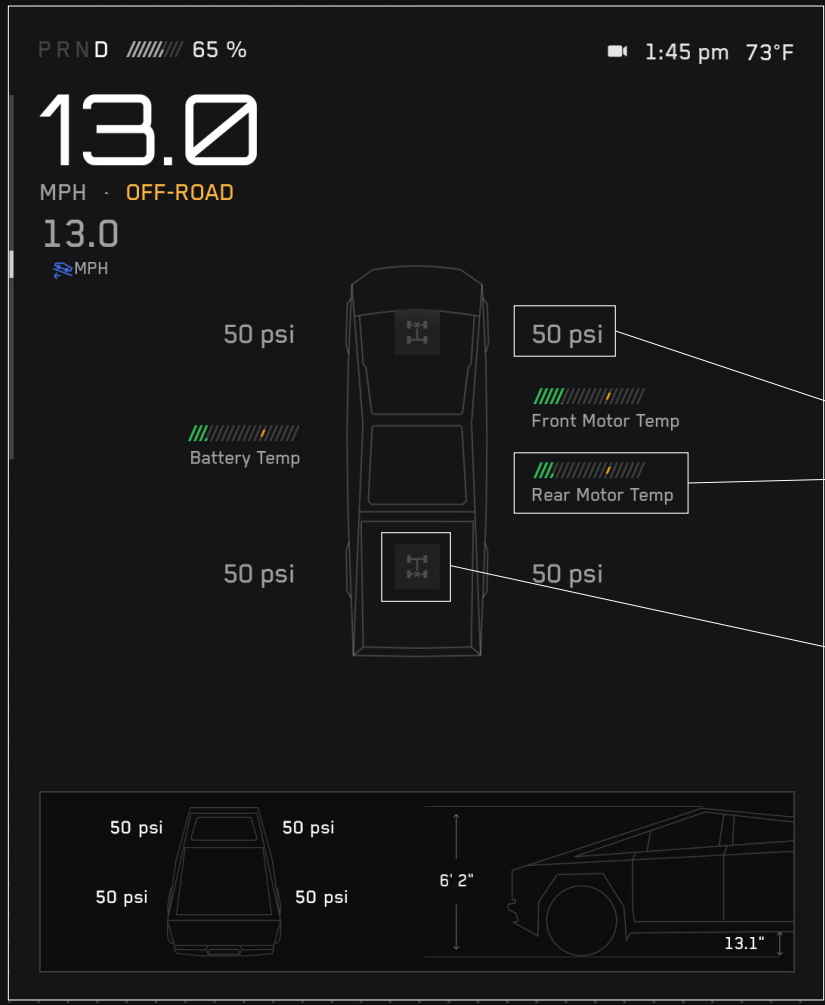 PRND 65 % 1:45 pm 73°F
13.0
MPH · OFF-ROAD
13.0
MPH
50 psi 50 psi
Front Motor Temp
Battery Temp
Rear Motor Temp
50 psi 50 psi
50 psi 50 psi
6' 2"
50 psi 50 psi
13.1"